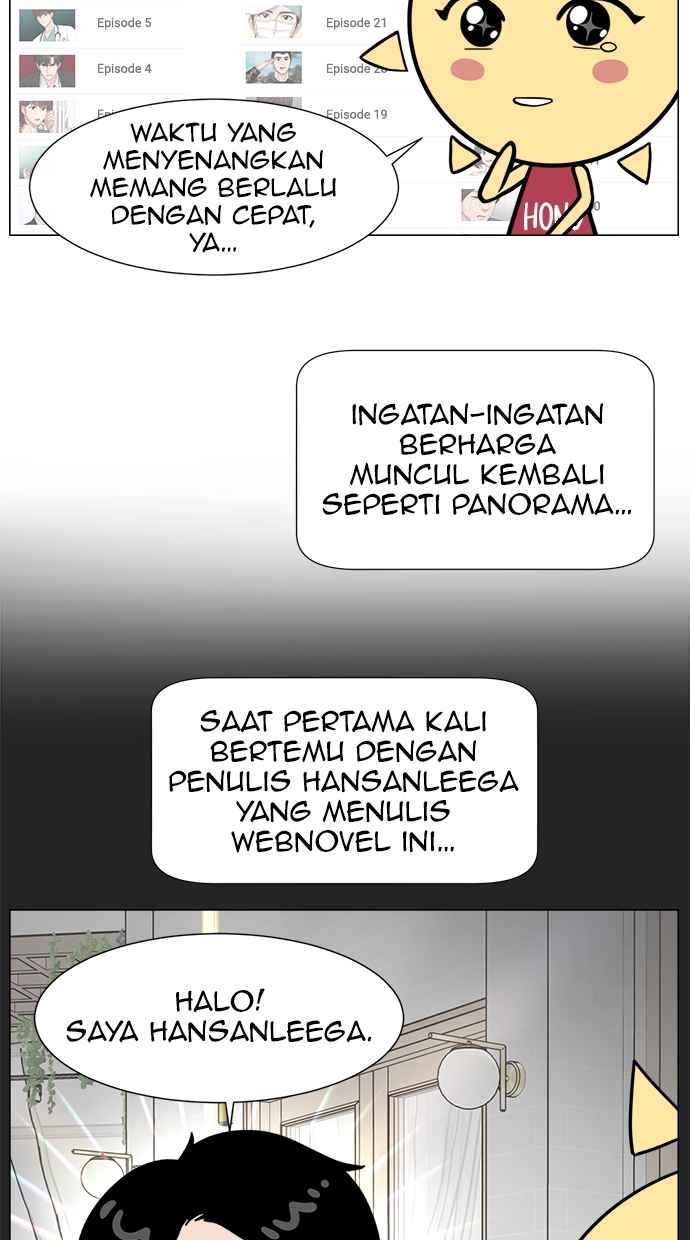 Episode 5
Episode 21
Episode 4
Episode 19
WAKTU YANG
MENYENANGKAN
MEMANG BERLALU
DENGAN CEPAT,
YA...
HON
INGATAN-INGATAN
BERHARGA
MUNCUL KEMBALI
SEPERTI PANORAMA...
SAAT PERTAMA KALI
BERTEMU DENGAN
PENULIS HANSANLEEGA
YANG MENULIS
WEBNOVEL INI...
HALO!
SAYA HANSANLEEGA.